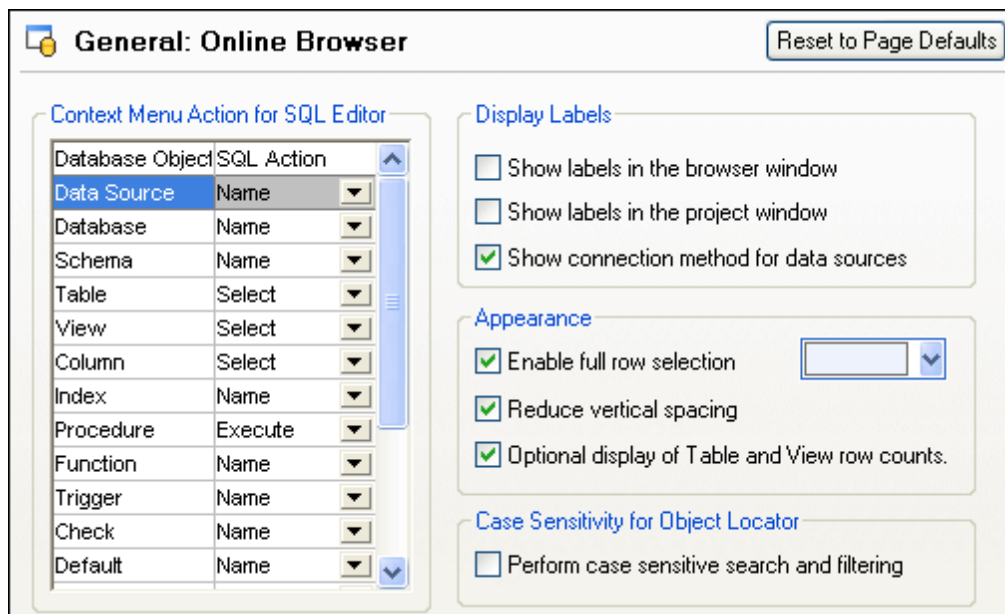 General: Online Browser
Reset to Page Defaults
Context Menu Action for SQL Editor
Database Object SQL Action
Data Source Name
Database Name
Schema Name
Table Select
View Select
Column Select
Index Name
Procedure Execute
Function Name
Trigger Name
Check Name
Default Name
Display Labels
Show labels in the browser window
Show labels in the project window
Show connection method for data sources
Appearance
Enable full row selection
Reduce vertical spacing
Optional display of Table and View row counts.
Case Sensitivity for Object Locator
Perform case sensitive search and filtering